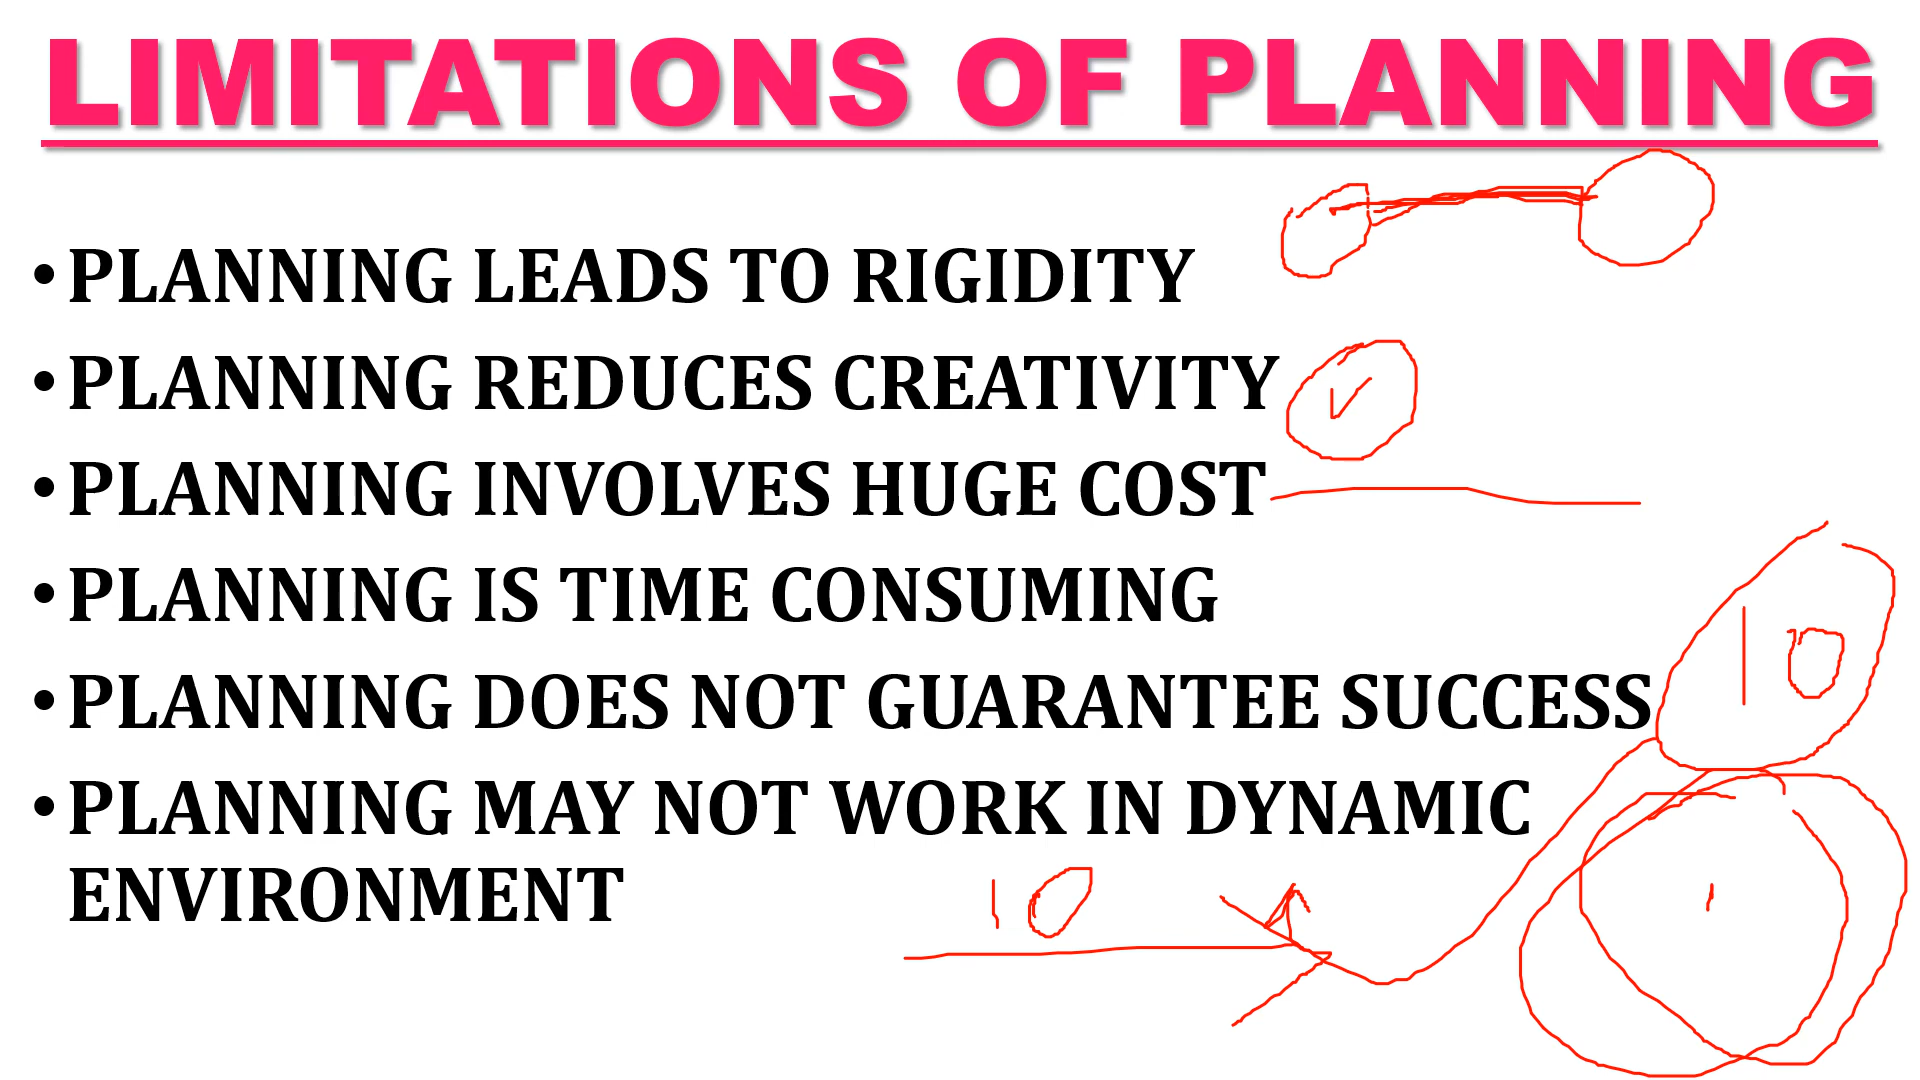 LIMITATIONS OF PLANNING
• PLANNING LEADS TO RIGIDITY
• PLANNING REDUCES CREATIVITY
• PLANNING INVOLVES HUGE COST
• PLANNING IS TIME CONSUMING
10
• PLANNING DOES NOT GUARANTEE SUCCESS
• PLANNING MAY NOT WORK IN DYNAMIC
ENVIRONMENT
10